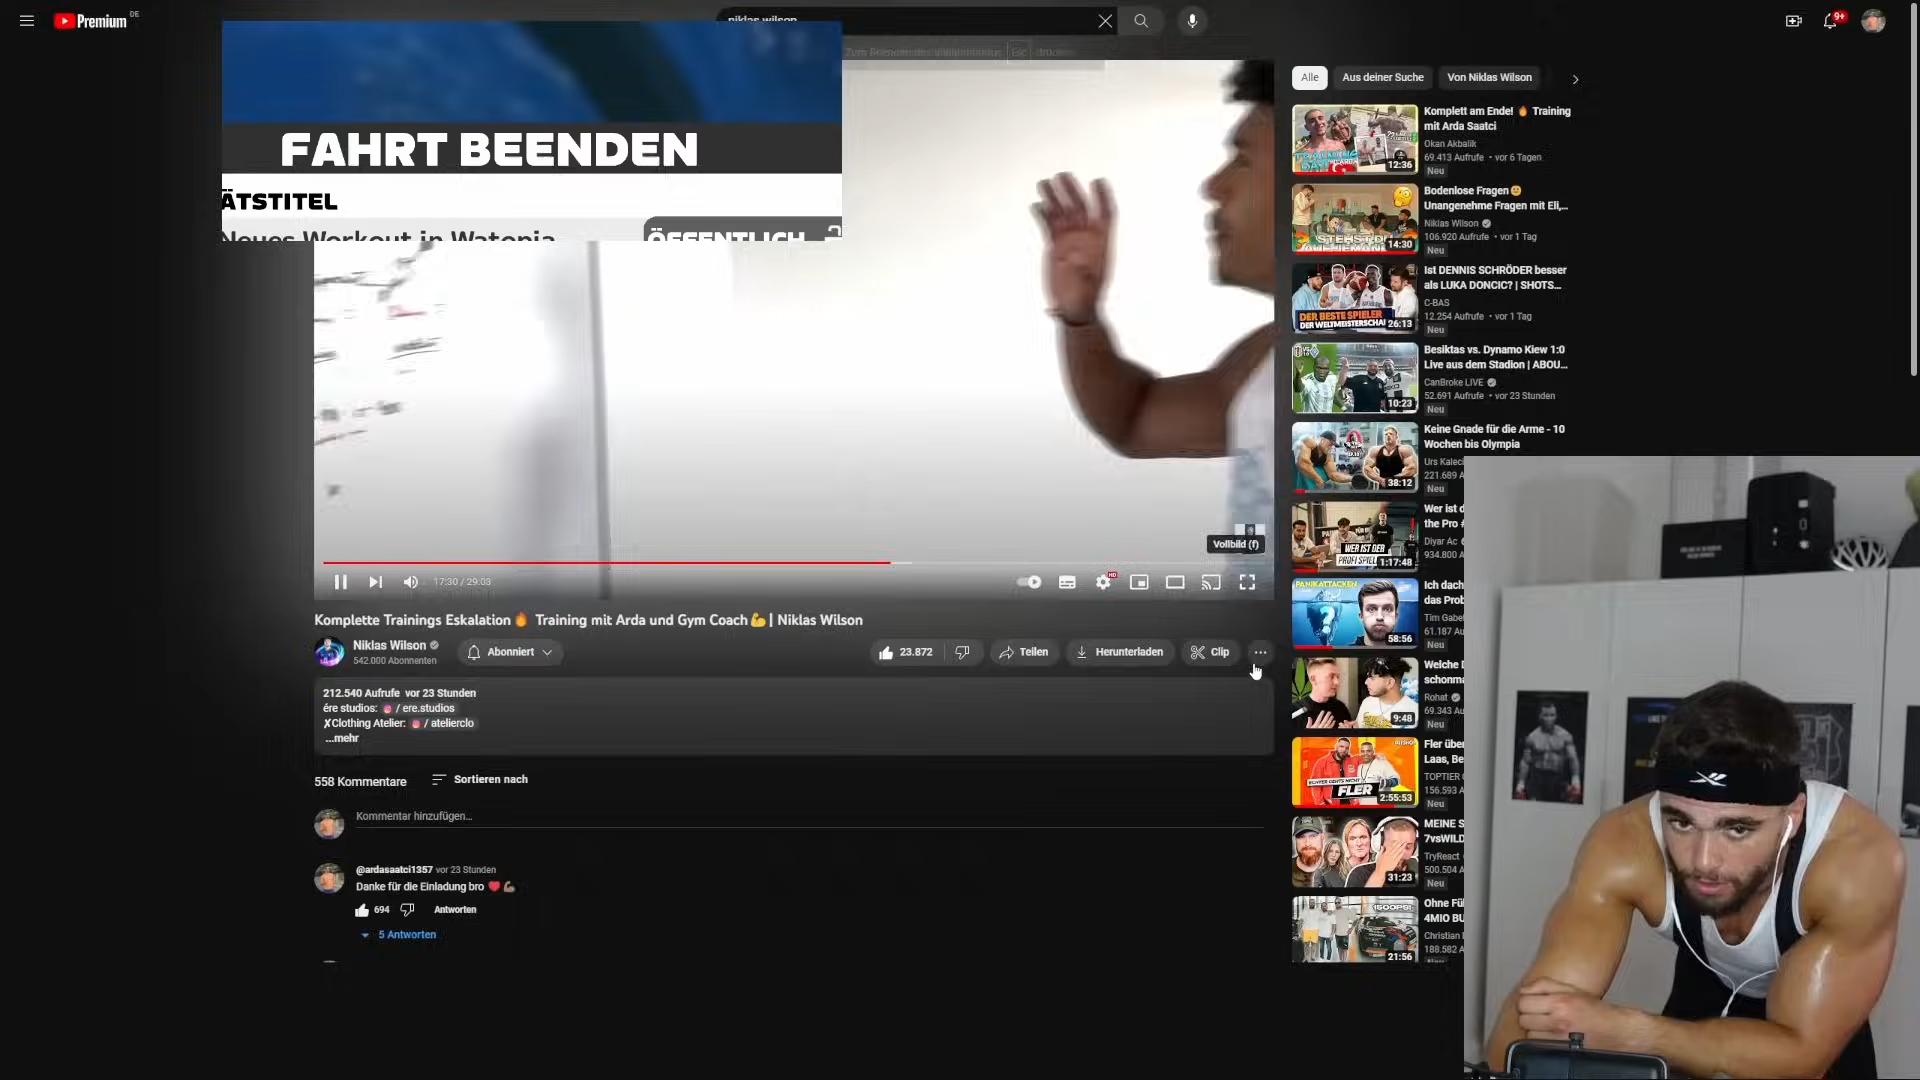 Premium DE
niklas wilson
9+
Zum Beenden des Vollbildmodus Esc drücken
FAHRT BEENDEN
ÄTSTITEL
Neues Workout in Watopia
ÖFFENTLICH
Vollbild (f)
17:30 / 29:03
HD
Komplette Trainings Eskalation🔥 Training mit Arda und Gym Coach💪| Niklas Wilson
Niklas Wilson
542.000 Abonnenten
Abonniert
23.872
Teilen
Herunterladen
Clip
212.540 Aufrufe vor 23 Stunden
ére studios: / ere.studios
✗Clothing Atelier: / atelierclo
...mehr
558 Kommentare
Sortieren nach
Kommentar hinzufügen...
@ardasaatci1357 vor 23 Stunden
Danke für die Einladung bro ❤️💪🏽
694
Antworten
5 Antworten
Alle
Aus deiner Suche
Von Niklas Wilson
12:36
Komplett am Ende! 🔥 Training
mit Arda Saatci
Okan Akbalik
69.413 Aufrufe • vor 6 Tagen
Neu
14:30
Bodenlose Fragen😳
Unangenehme Fragen mit Eli,...
Niklas Wilson
106.920 Aufrufe • vor 1 Tag
Neu
DER BESTE SPIELER
DER WELTMEISTERSCHA
26:13
Ist DENNIS SCHRÖDER besser
als LUKA DONCIC? | SHOTS...
C-BAS
12.254 Aufrufe • vor 1 Tag
Neu
10:23
Besiktas vs. Dynamo Kiew 1:0
Live aus dem Stadion | ABOU...
CanBroke LIVE
52.691 Aufrufe • vor 23 Stunden
Neu
38:12
Keine Gnade für die Arme - 10
Wochen bis Olympia
Urs Kaleci
221.689 A
Neu
WER IST DER
PROFI SPIEL
1:17:48
Wer ist d
the Pro
Diyar Ac
934.800
Neu
PANIKATTACKEN
58:56
Ich dach
das Prob
Tim Gabe
61.187 Au
Neu
9:48
Welche D
schonma
Rohat
69.343 Au
Neu
FLER
2:55:53
Fler über
Laas, Be
TOPTIER
156.593 A
Neu
31:23
MEINE S
7vsWILD
TryReact
500.504 A
Neu
1500PS!
21:56
Ohne Fü
4MIO BU
Christian
188.582 A